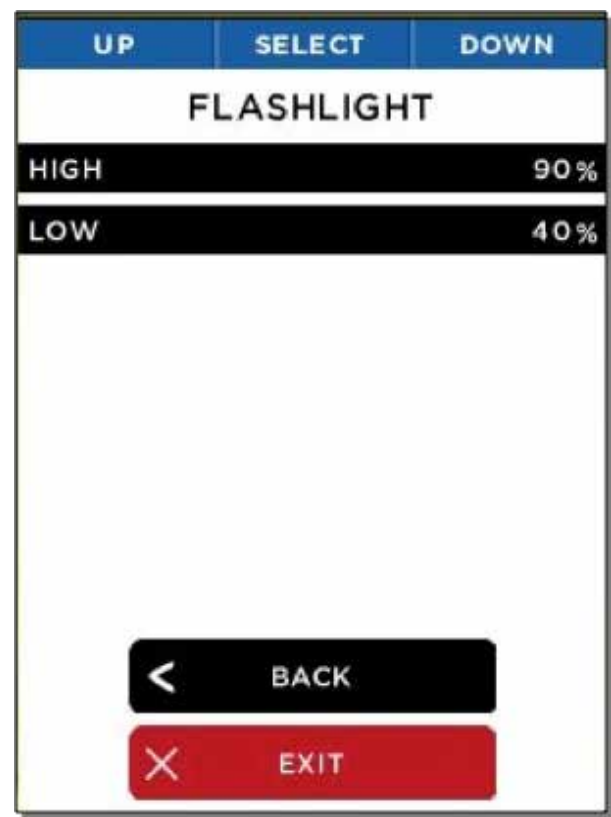 UP SELECT DOWN
FLASHLIGHT
HIGH 90%
LOW 40%
< BACK
X EXIT